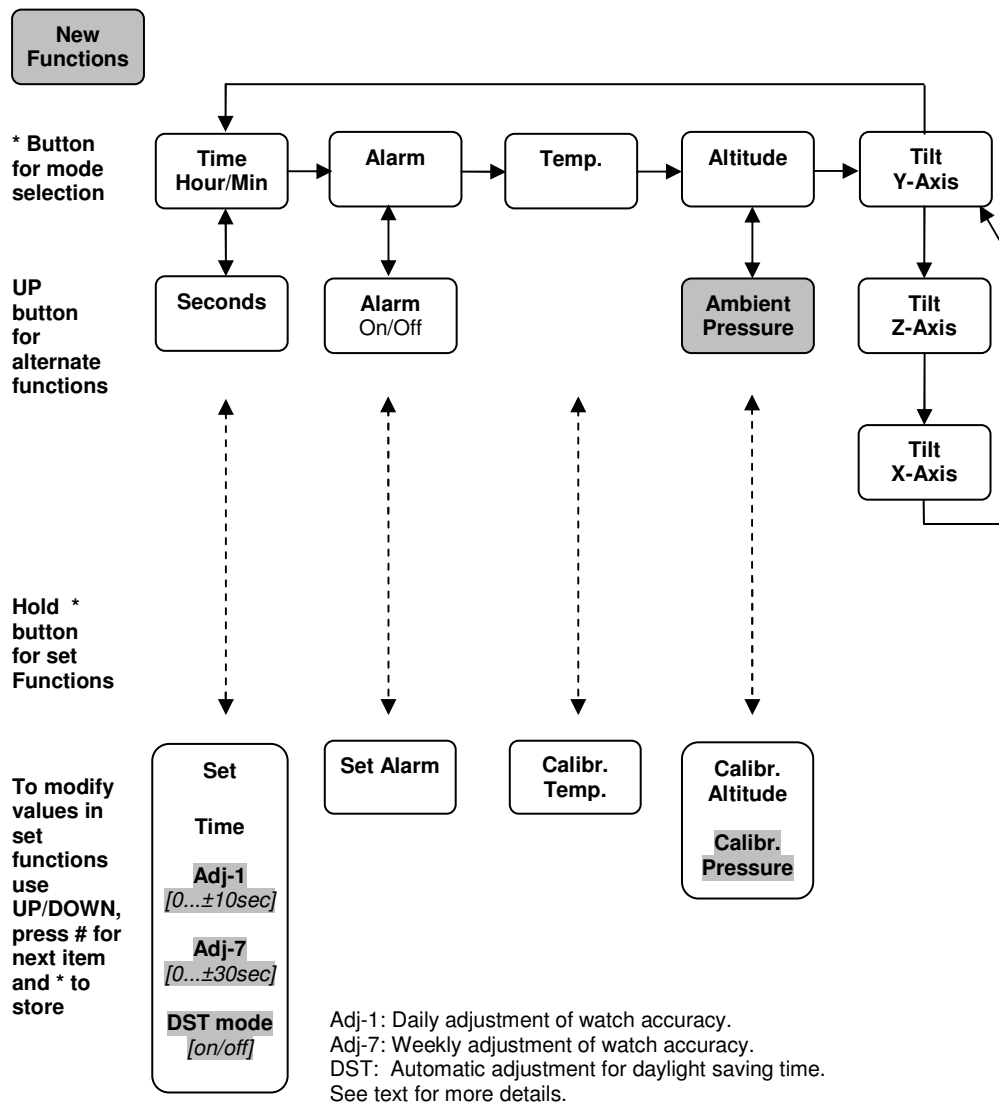 New
Functions
* Button
for mode
selection
Time
Hour/Min
Alarm
Temp.
Altitude
Tilt
Y-Axis
UP
button
for
alternate
functions
Seconds
Alarm
On/Off
Ambient
Pressure
Tilt
Z-Axis
Tilt
X-Axis
Hold *
button
for set
Functions
To modify
values in
set
functions
use
UP/DOWN,
press # for
next item
and * to
store
Set
Time
Adj-1
[0...±10sec]
Adj-7
[0...±30sec]
DST mode
[on/off]
Set Alarm
Calibr.
Temp.
Calibr.
Altitude
Calibr.
Pressure
Adj-1: Daily adjustment of watch accuracy.
Adj-7: Weekly adjustment of watch accuracy.
DST: Automatic adjustment for daylight saving time.
See text for more details.